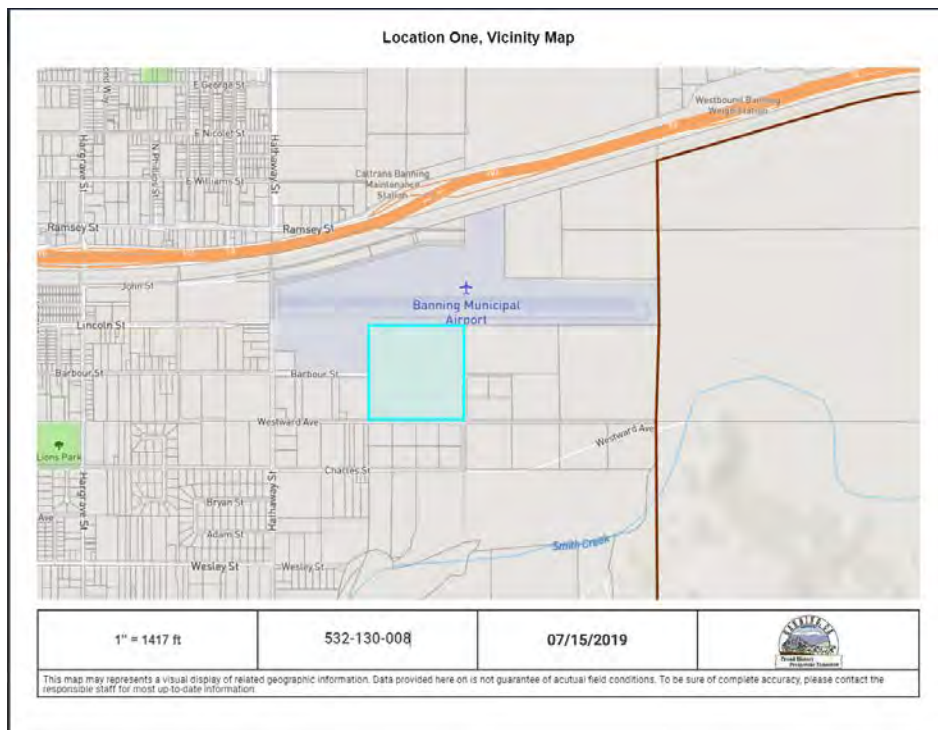 Location One, Vicinity Map
E George St
Westbound Banning
Weigh Station
Hargrave St
N Phillips St
E Nicolet St
Hathaway St
E Williams St
Caltrans Banning
Maintenance
Station
Ramsey St
Ramsey St
John St
Banning Municipal
Airport
Lincoln St
Barbour St
Barbour St
Westward Ave
Westward Ave
Lions Park
Charles St
Hargrave St
Hathaway St
Bryan St
Ave
Adam St
Smith Creek
Wesley St
Wesley St
1" = 1417 ft
532-130-008
07/15/2019
This map may represents a visual display of related geographic information. Data provided here on is not guarantee of acutual field conditions. To be sure of complete accuracy, please contact the
responsible staff for most up-to-date information.